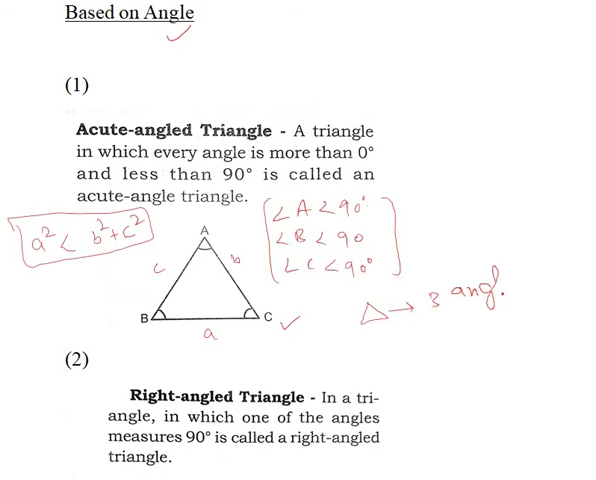 Based on Angle
(1)
Acute-angled Triangle - A triangle
in which every angle is more than 0°
and less than 90° is called an
acute-angle triangle.
a² < b² + c²
∠A < 90°
∠B < 90
∠C < 90°
A
c
b
B
C
a
△ → 3 ang.
(2)
Right-angled Triangle - In a tri-
angle, in which one of the angles
measures 90° is called a right-angled
triangle.